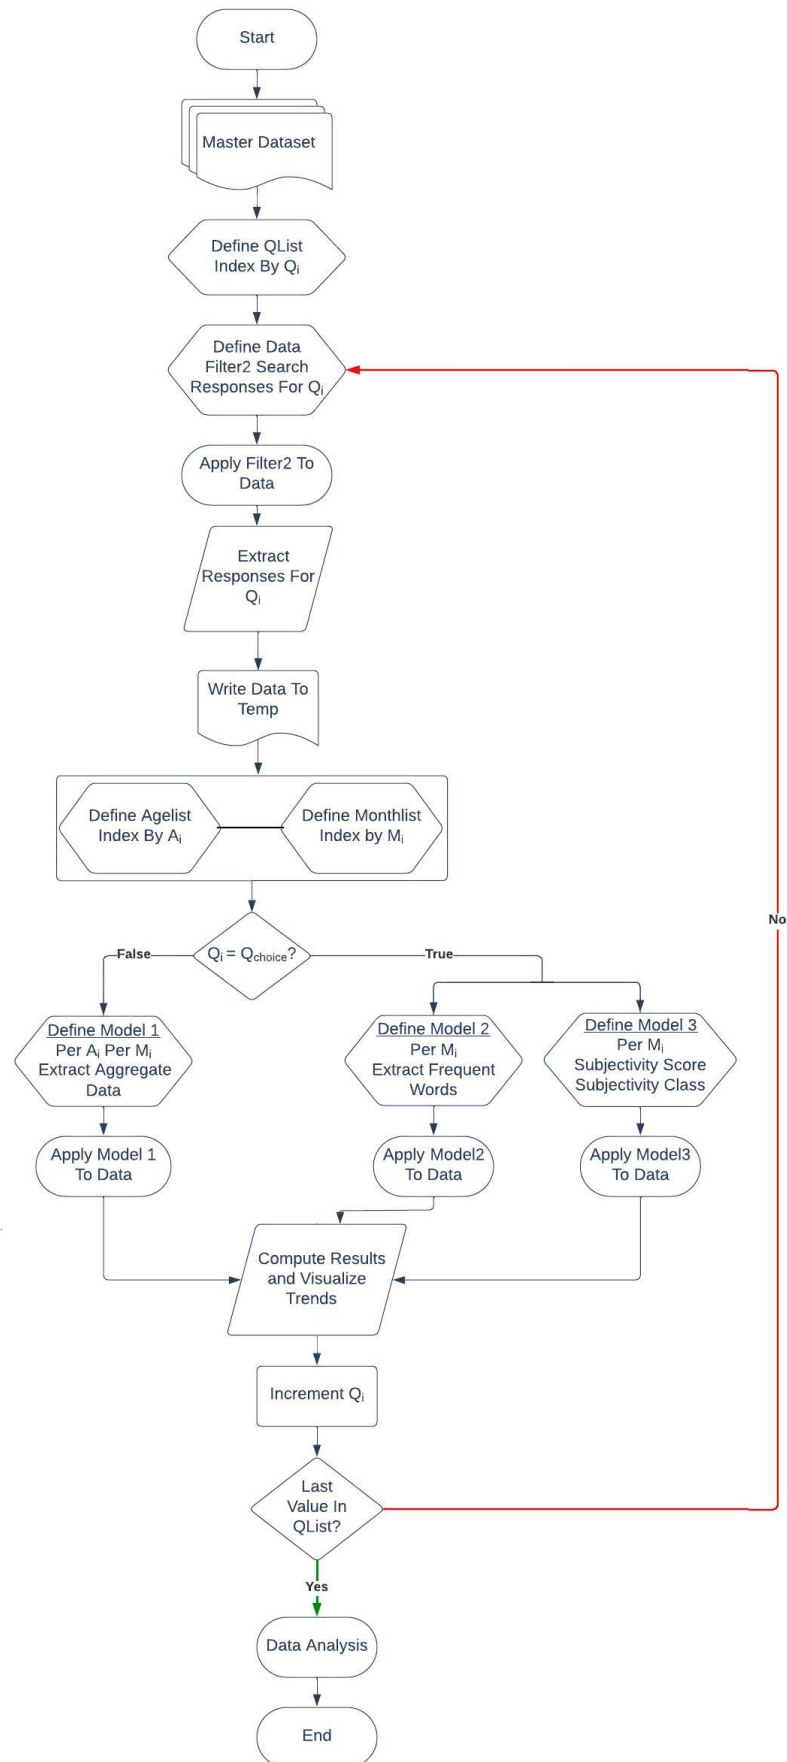 Start
Master Dataset
Define QList
Index By Qi
Define Data
Filter2 Search
Responses For Qi
Apply Filter2 To
Data
Extract
Responses For
Qi
Write Data To
Temp
Define Agelist
Index By Ai
Define Monthlist
Index by Mi
Qi = Qchoice?
False
True
No
Define Model 1
Per Ai Per Mi
Extract Aggregate
Data
Define Model 2
Per Mi
Extract Frequent
Words
Define Model 3
Per Mi
Subjectivity Score
Subjectivity Class
Apply Model 1
To Data
Apply Model2
To Data
Apply Model3
To Data
Compute Results
and Visualize
Trends
Increment Qi
Last
Value In
QList?
Yes
Data Analysis
End